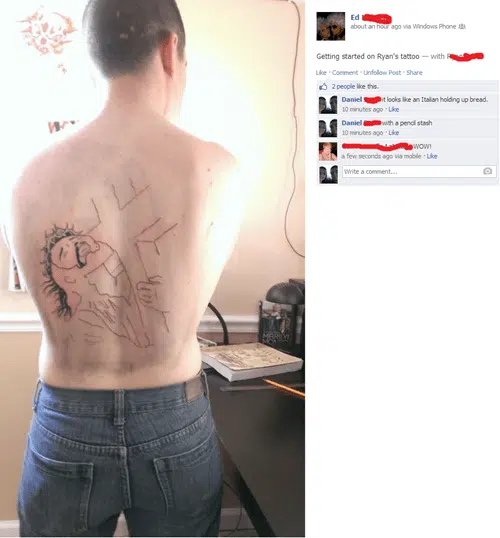 Ed
about an hour ago via Windows Phone
Getting started on Ryan's tattoo — with
Like · Comment · Unfollow Post · Share
2 people like this.
Daniel it looks like an Italian holding up bread.
10 minutes ago · Like
Daniel with a pencil stash
10 minutes ago · Like
WOW!
a few seconds ago via mobile · Like
Write a comment...